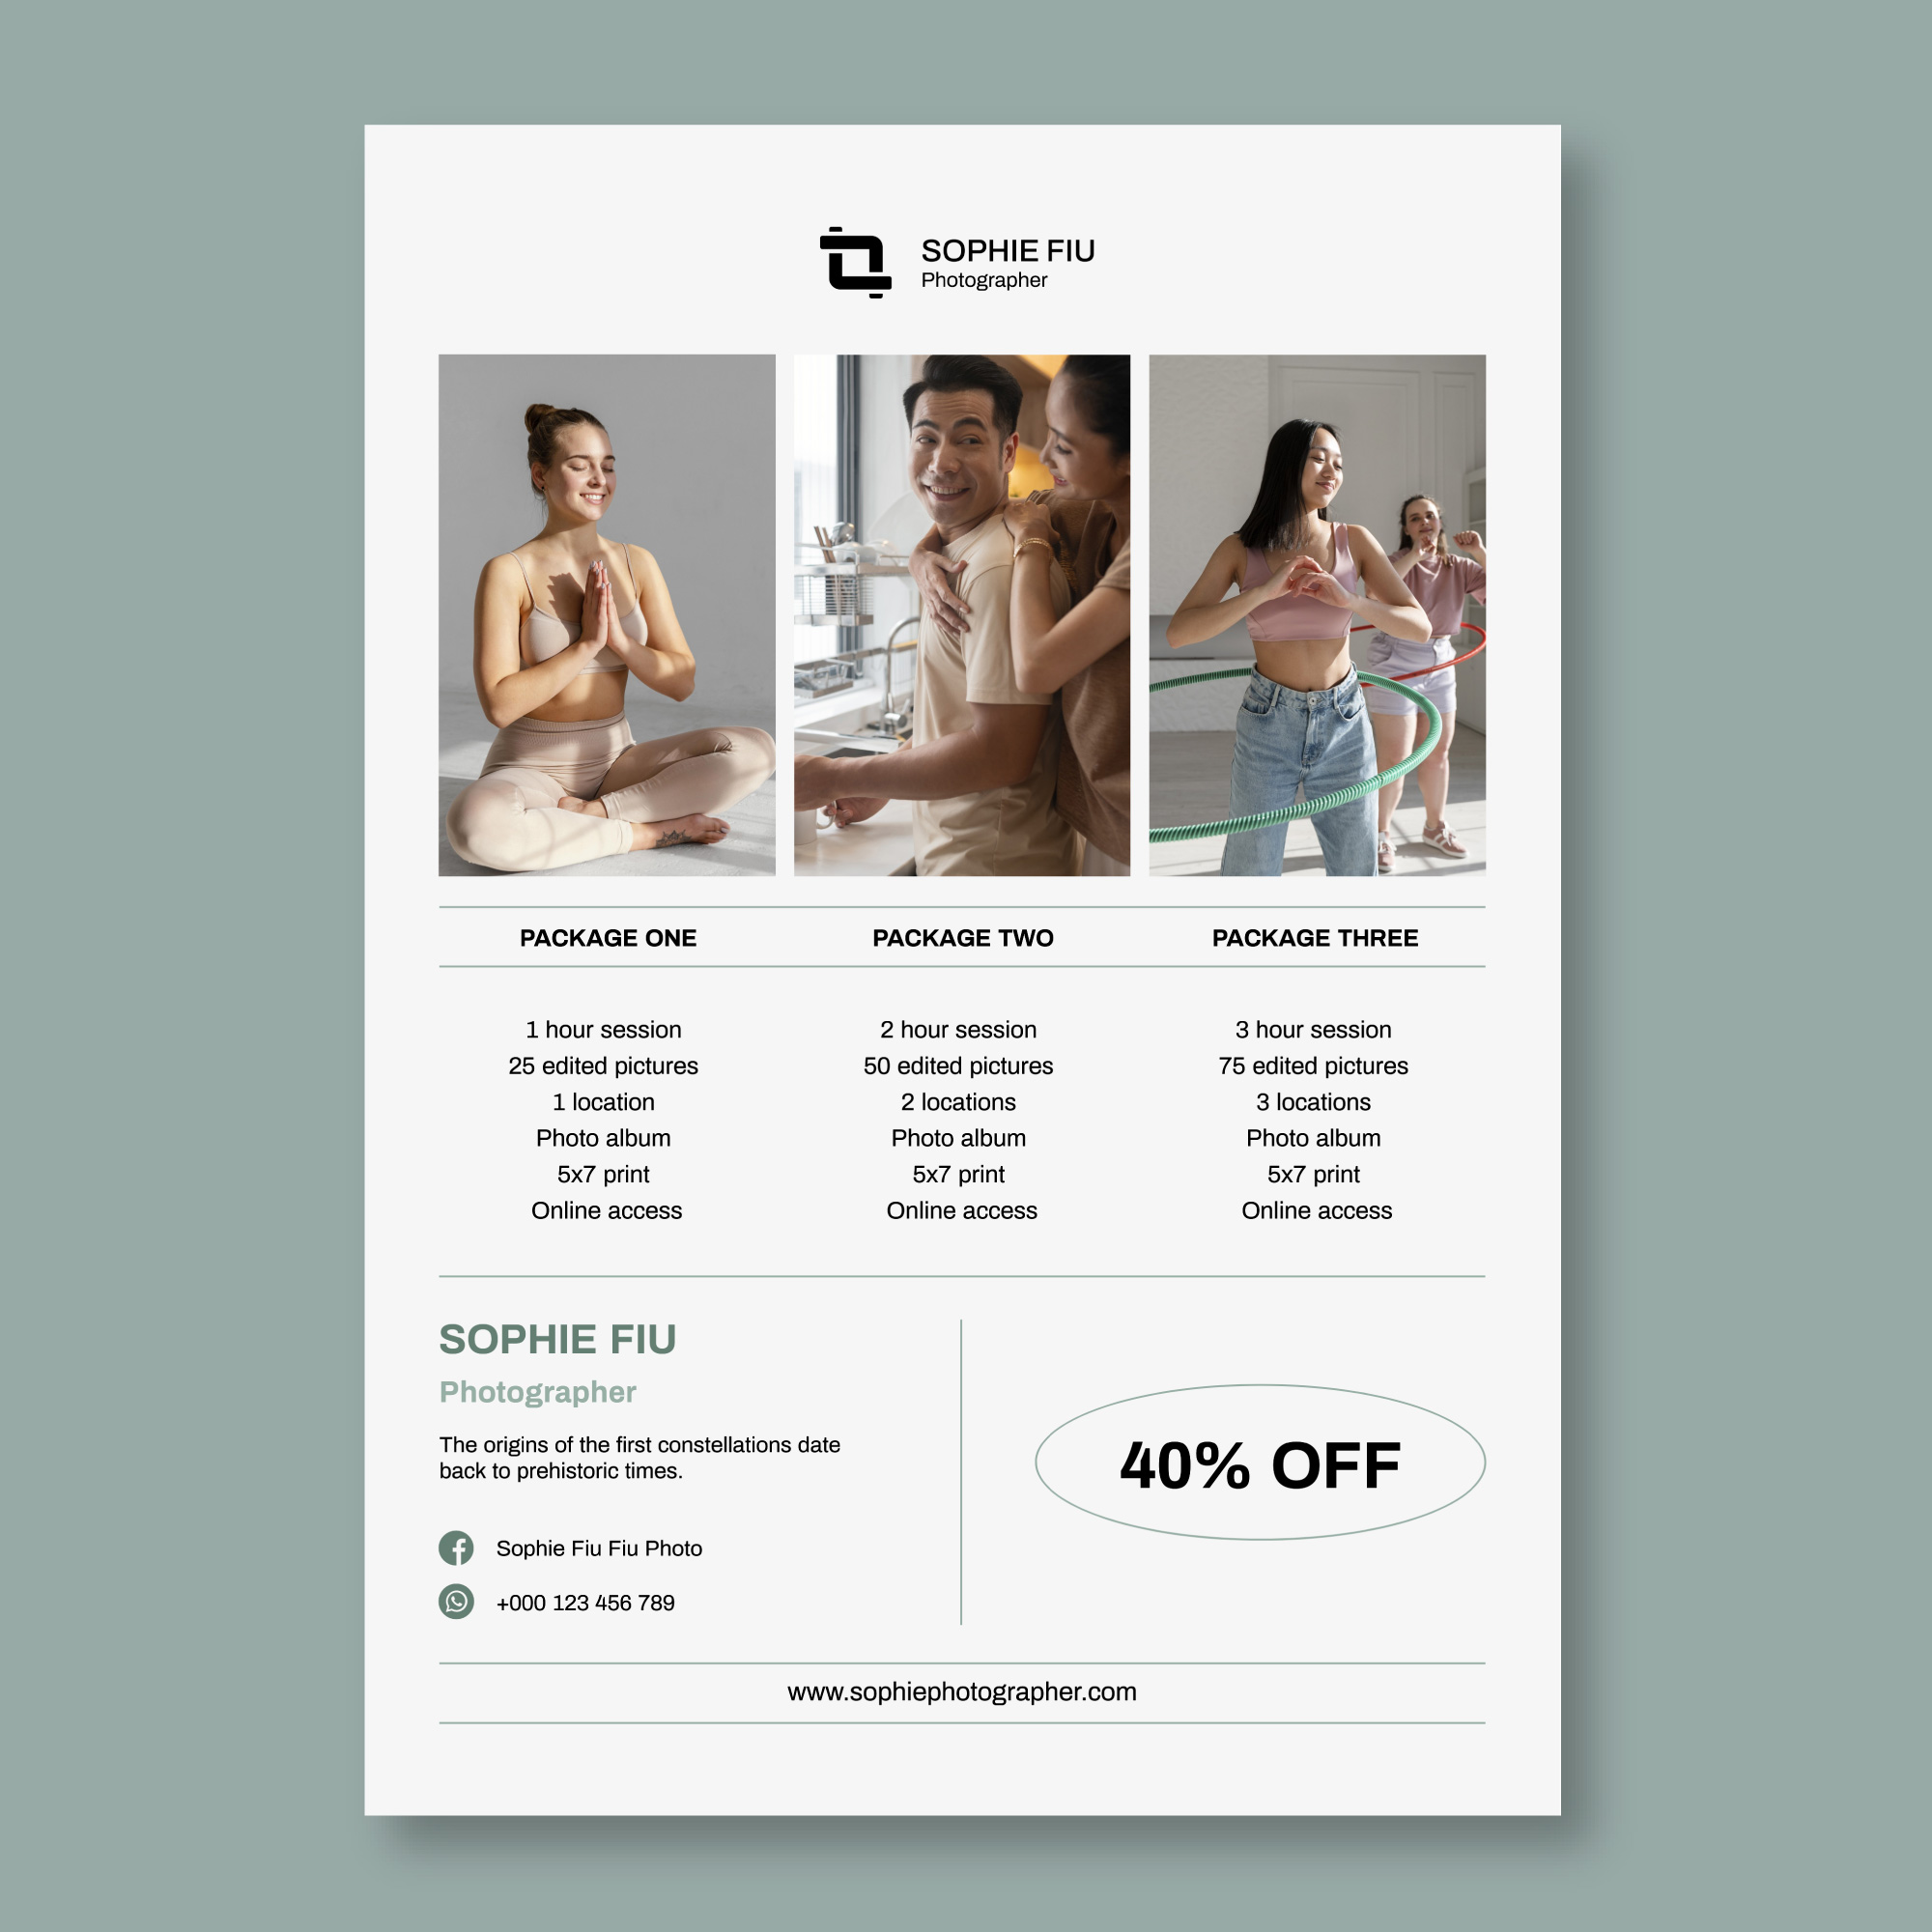 SOPHIE FIU
Photographer
PACKAGE ONE
PACKAGE TWO
PACKAGE THREE
1 hour session
25 edited pictures
1 location
Photo album
5x7 print
Online access
2 hour session
50 edited pictures
2 locations
Photo album
5x7 print
Online access
3 hour session
75 edited pictures
3 locations
Photo album
5x7 print
Online access
SOPHIE FIU
Photographer
The origins of the first constellations date
back to prehistoric times.
Sophie Fiu Fiu Photo
+000 123 456 789
40% OFF
www.sophiephotographer.com